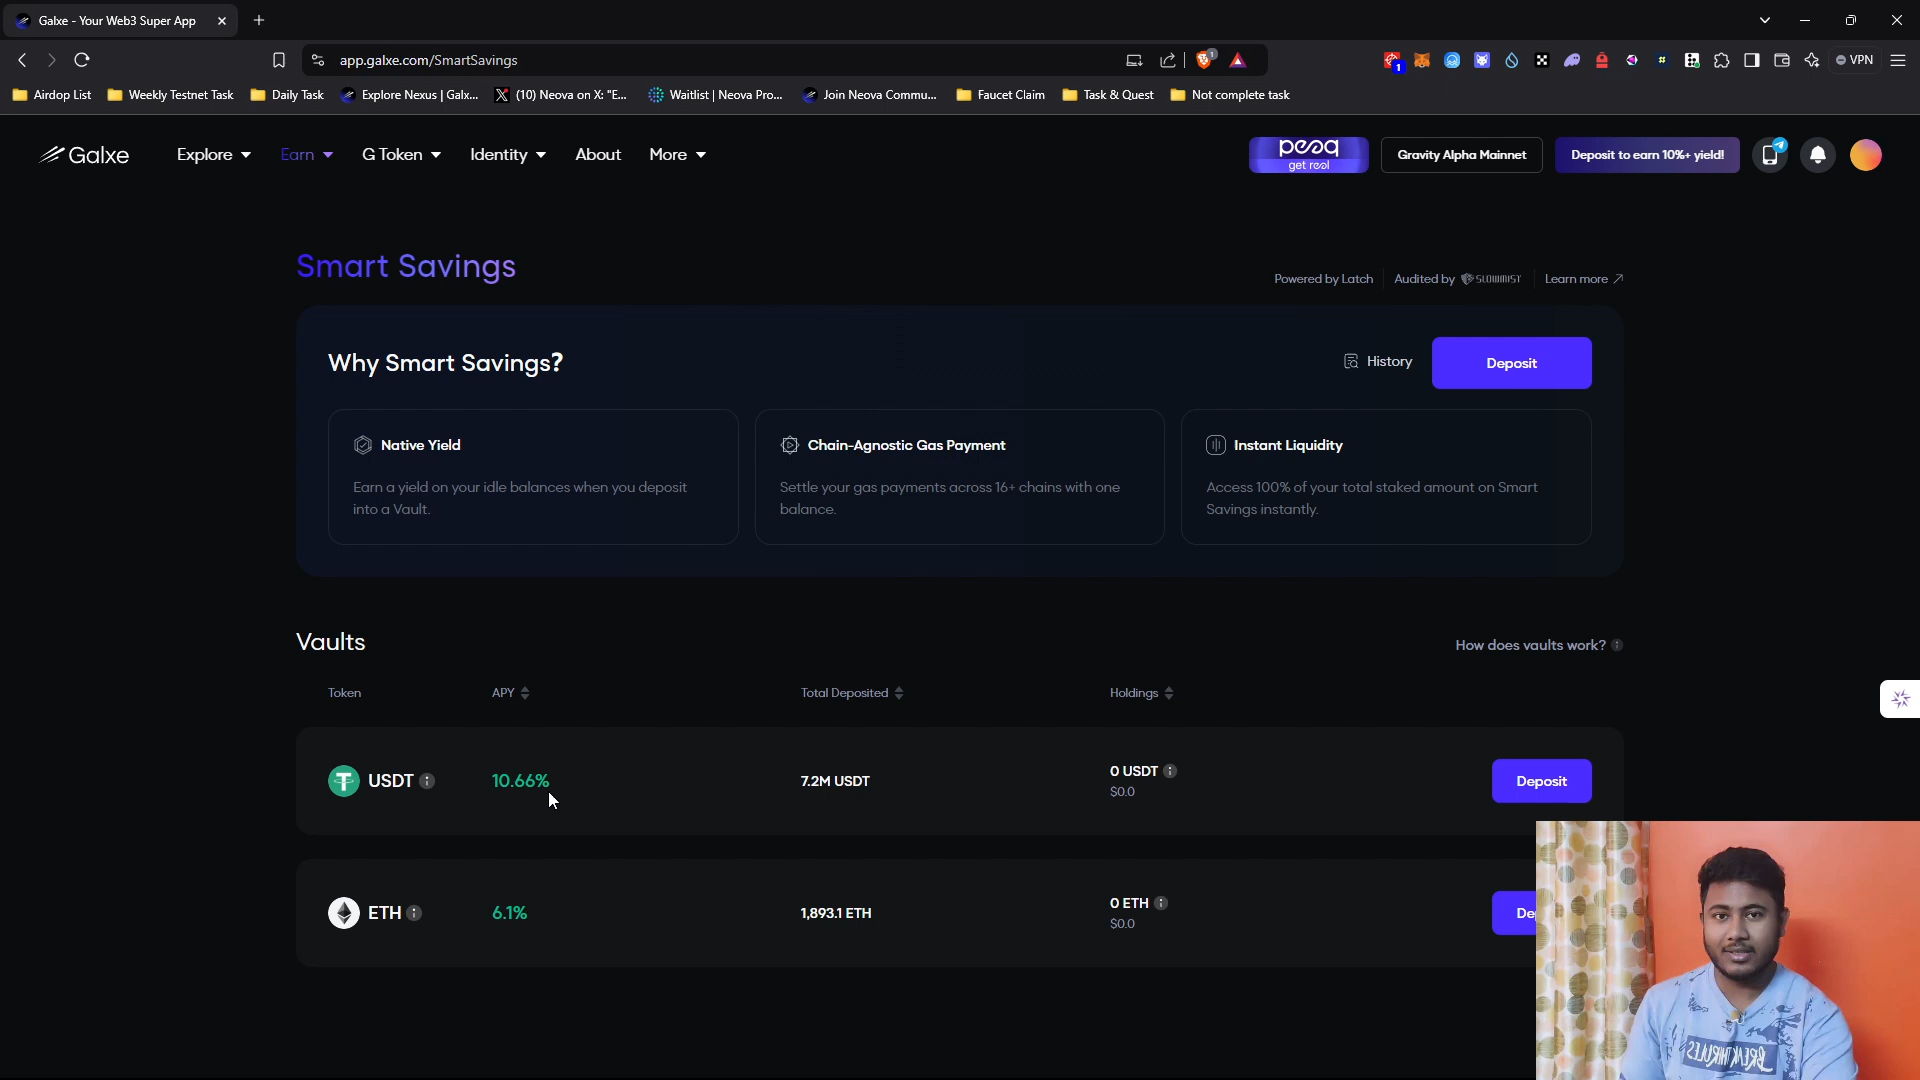 Galxe - Your Web3 Super App
app.galxe.com/SmartSavings
1
1
VPN
Airdop List
Weekly Testnet Task
Daily Task
Explore Nexus | Galx...
(10) Neova on X: "E...
Waitlist | Neova Pro...
Join Neova Commu...
Faucet Claim
Task & Quest
Not complete task
Galxe
Explore
Earn
G Token
Identity
About
More
peaq
get real
Gravity Alpha Mainnet
Deposit to earn 10%+ yield!
Smart Savings
Powered by Latch
Audited by SLOWMIST
Learn more
Why Smart Savings?
History
Deposit
Native Yield
Earn a yield on your idle balances when you deposit
into a Vault.
Chain-Agnostic Gas Payment
Settle your gas payments across 16+ chains with one
balance.
Instant Liquidity
Access 100% of your total staked amount on Smart
Savings instantly.
Vaults
How does vaults work?
Token
APY
Total Deposited
Holdings
USDT
10.66%
7.2M USDT
0 USDT
$0.0
Deposit
ETH
6.1%
1,893.1 ETH
0 ETH
$0.0
De